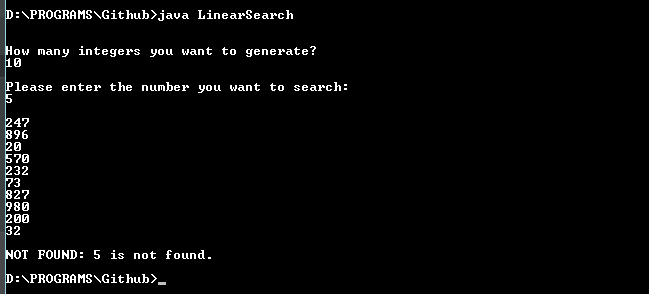 D:\PROGRAMS\Github>java LinearSearch
How many integers you want to generate?
10
Please enter the number you want to search:
5
247
896
20
570
232
73
827
980
200
32
NOT FOUND: 5 is not found.
D:\PROGRAMS\Github>_